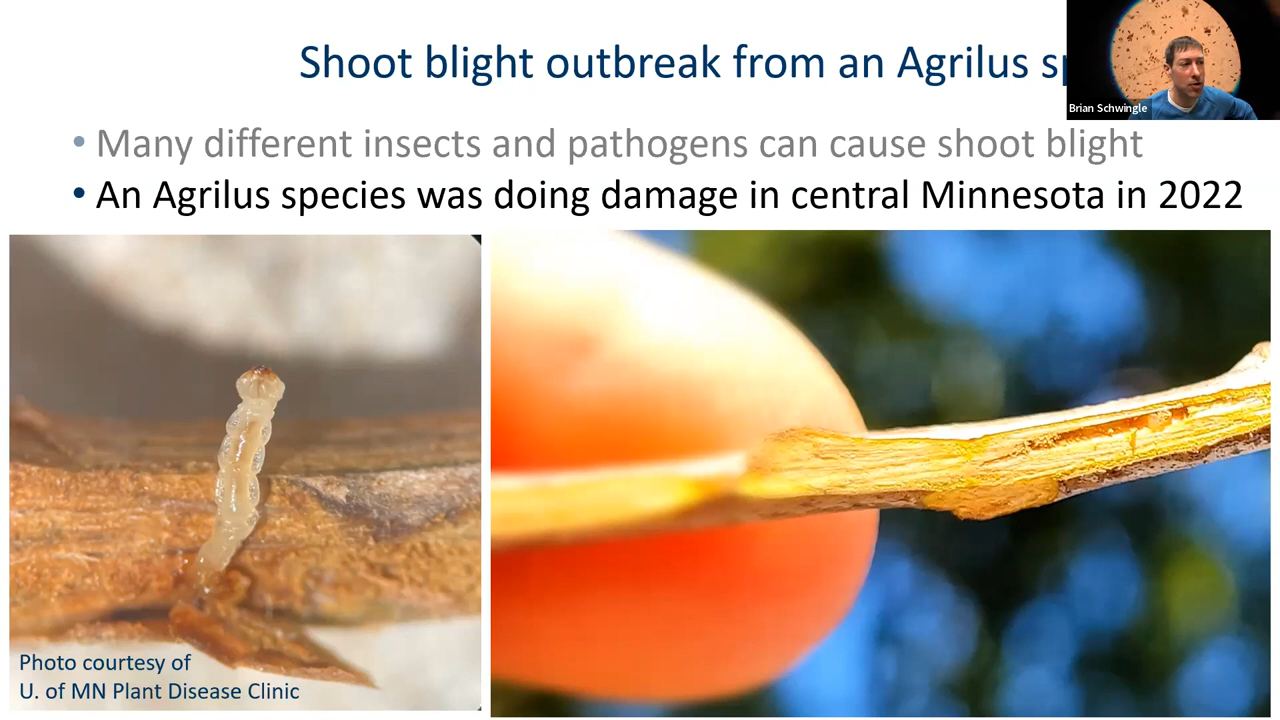 Shoot blight outbreak from an Agrilus
Brian Schwingle
• Many different insects and pathogens can cause shoot blight
• An Agrilus species was doing damage in central Minnesota in 2022
Photo courtesy of
U. of MN Plant Disease Clinic